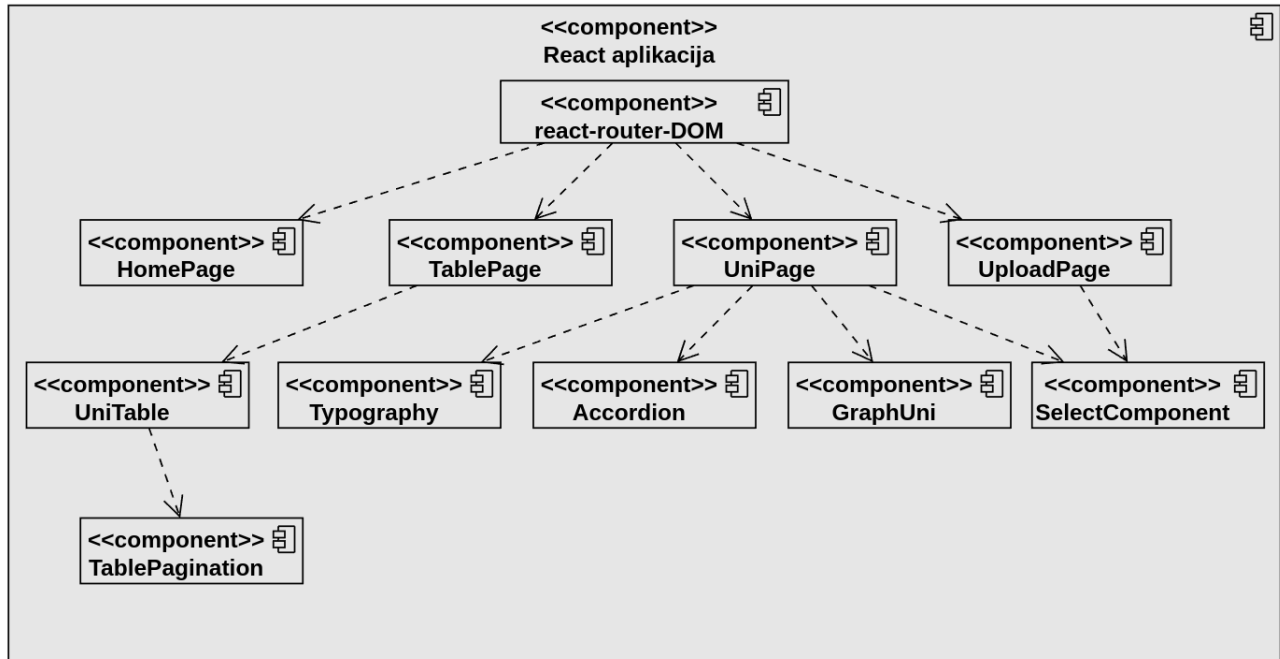 <<component>>
React aplikacija
<<component>>
react-router-DOM
<<component>>
HomePage
<<component>>
TablePage
<<component>>
UniPage
<<component>>
UploadPage
<<component>>
UniTable
<<component>>
Typography
<<component>>
Accordion
<<component>>
GraphUni
<<component>>
SelectComponent
<<component>>
TablePagination